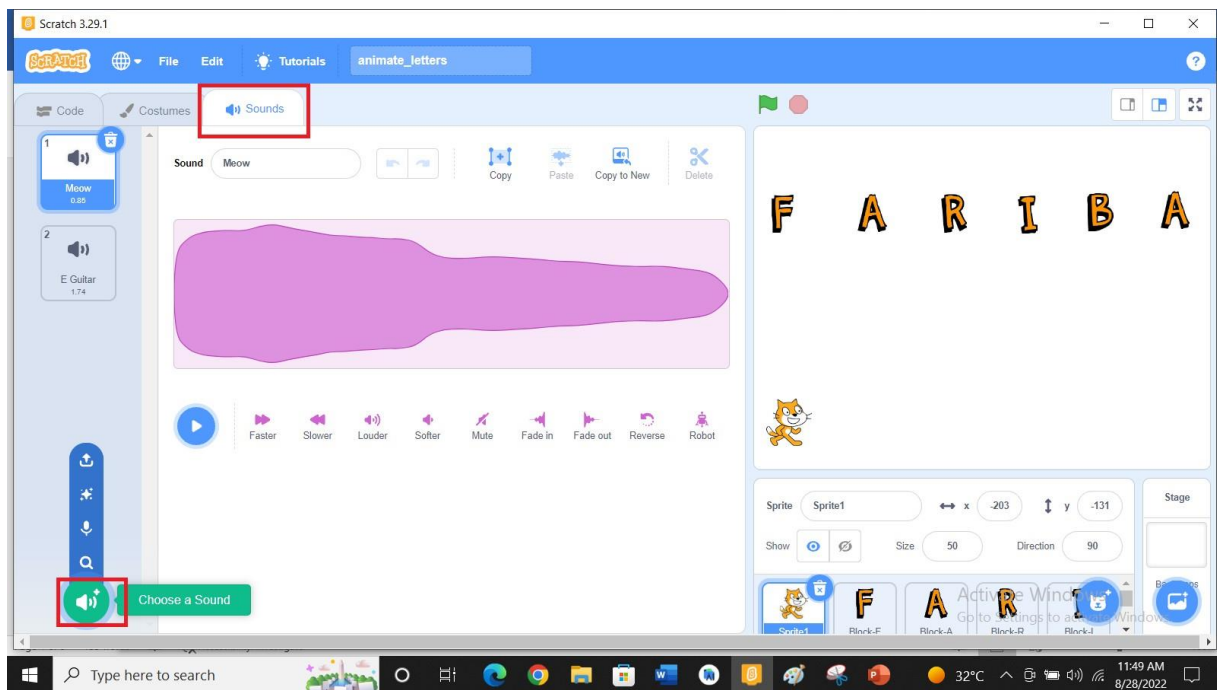 Scratch 3.29.1
SCRATCH File Edit Tutorials animate_letters ?
Code Costumes Sounds
1
Meow
0.85
2
E Guitar
1.74
Sound Meow
Copy Paste Copy to New Delete
Faster Slower Louder Softer Mute Fade in Fade out Reverse Robot
Choose a Sound
F A R I B A
Sprite Sprite1 x -203 y -131
Show Size 50 Direction 90
Stage
F A R I
Sprite1 Block-F Block-A Block-R Block-I
Activate Windows
Go to Settings to activate Windows
Type here to search
32°C
11:49 AM
8/28/2022